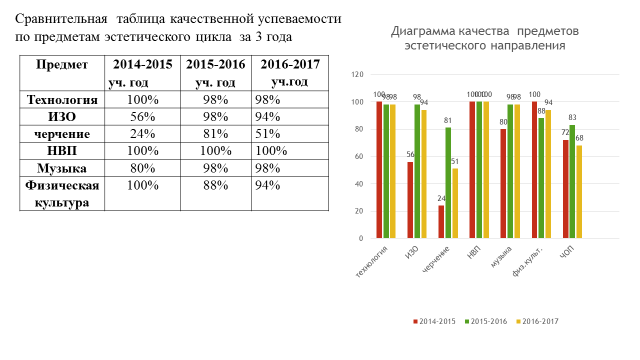 Сравнительная таблица качественной успеваемости
по предметам эстетического цикла за 3 года
Предмет 2014-2015 уч. год 2015-2016 уч. год 2016-2017 уч.год
Технология 100% 98% 98%
ИЗО 56% 98% 94%
черчение 24% 81% 51%
НВП 100% 100% 100%
Музыка 80% 98% 98%
Физическая культура 100% 88% 94%
Диаграмма качества предметов
эстетического направления
120
100
80
60
40
20
0
100 98 98
56 98 94
24 81 51
100 100 100
80 98 98
100 88 94
72 83 68
технология ИЗО черчение НВП музыка физ.культ. ЧОП
2014-2015 2015-2016 2016-2017